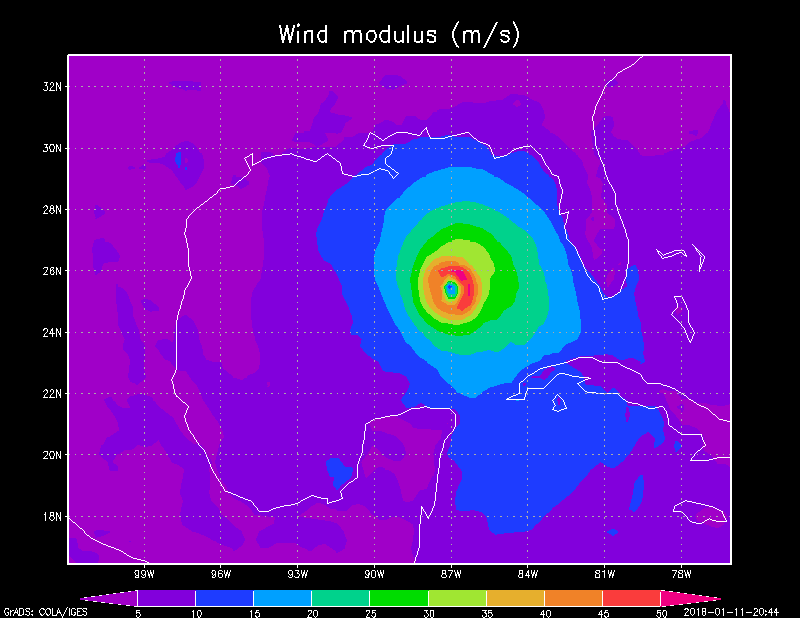 Wind modulus (m/s)
32N
30N
28N
26N
24N
22N
20N
18N
99W 96W 93W 90W 87W 84W 81W 78W
5 10 15 20 25 30 35 40 45 50
GrADS: COLA/IGES 2018-01-11-20:44